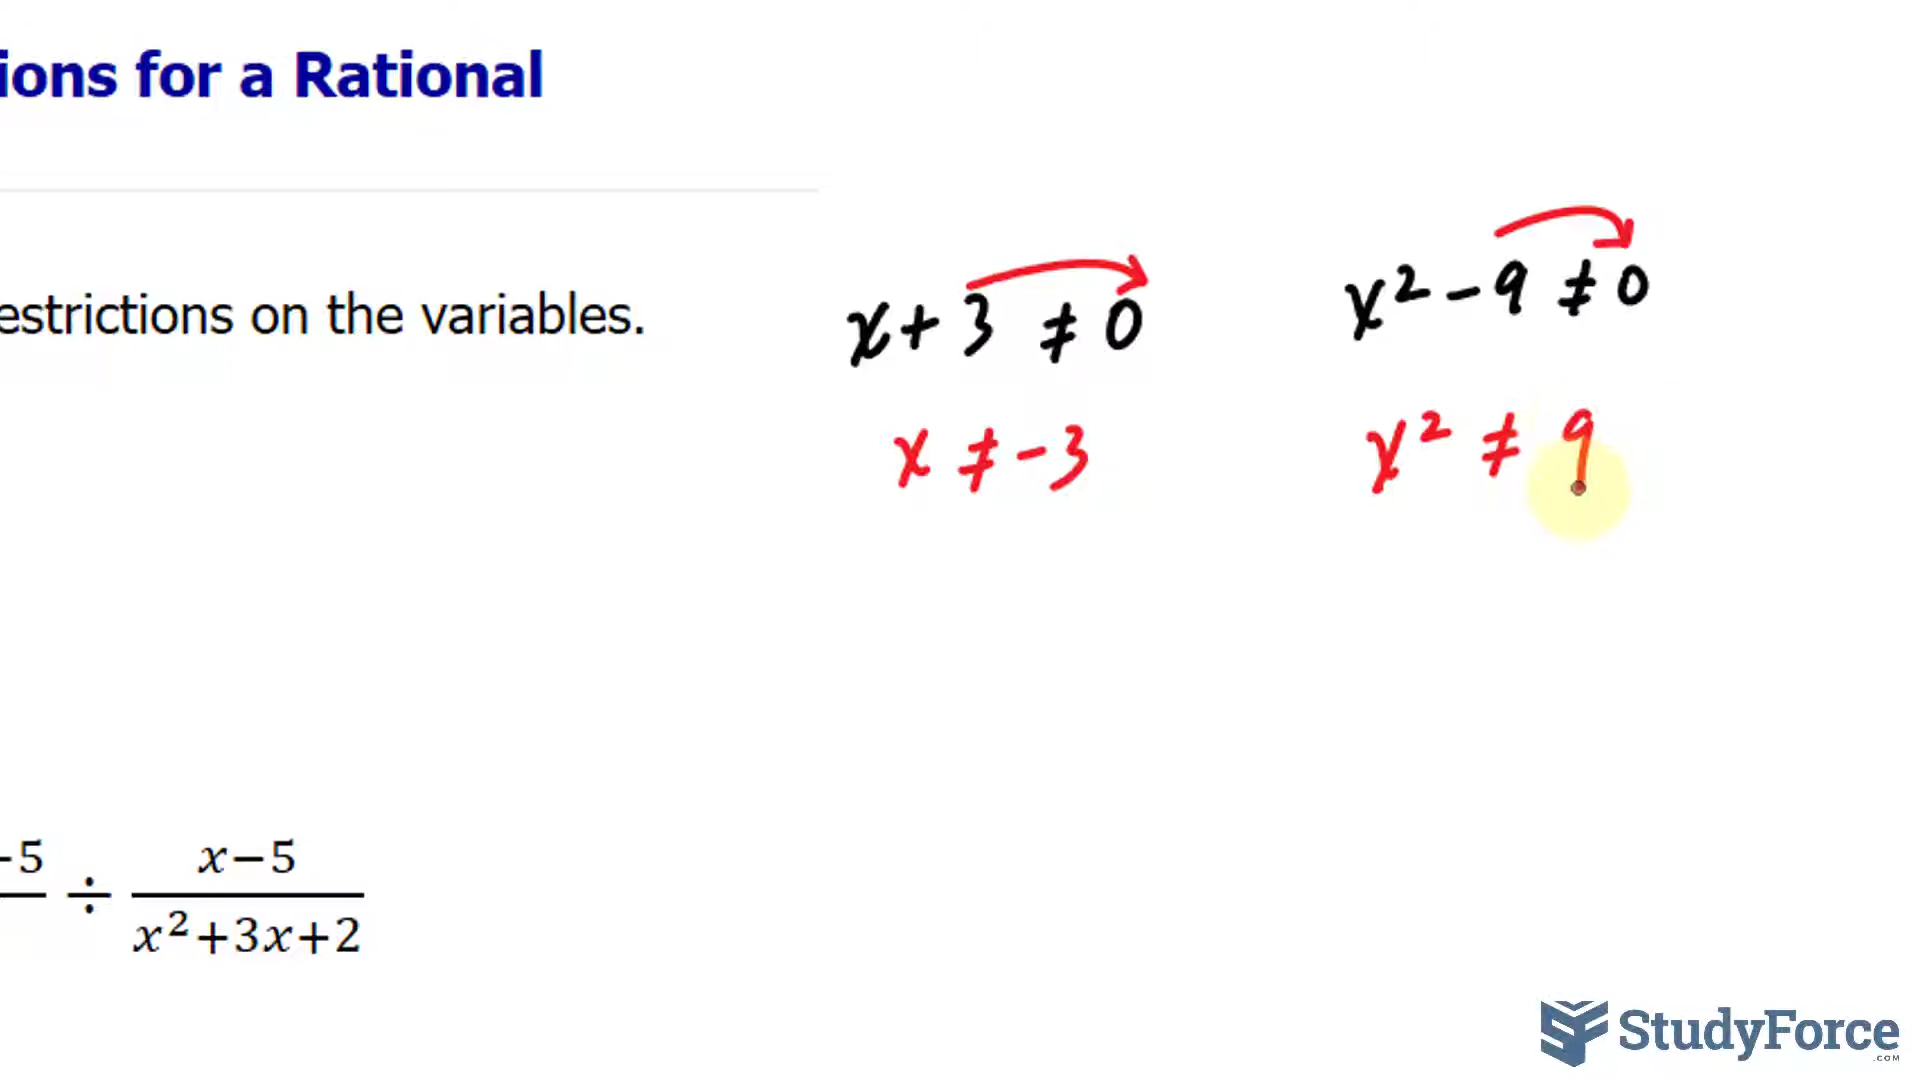 ions for a Rational
estrictions on the variables.
x+3 ≠ 0
x² - 9 ≠ 0
x ≠ -3
x² ≠ 9
-5 ÷ x-5
x²+3x+2
StudyForce
.COM